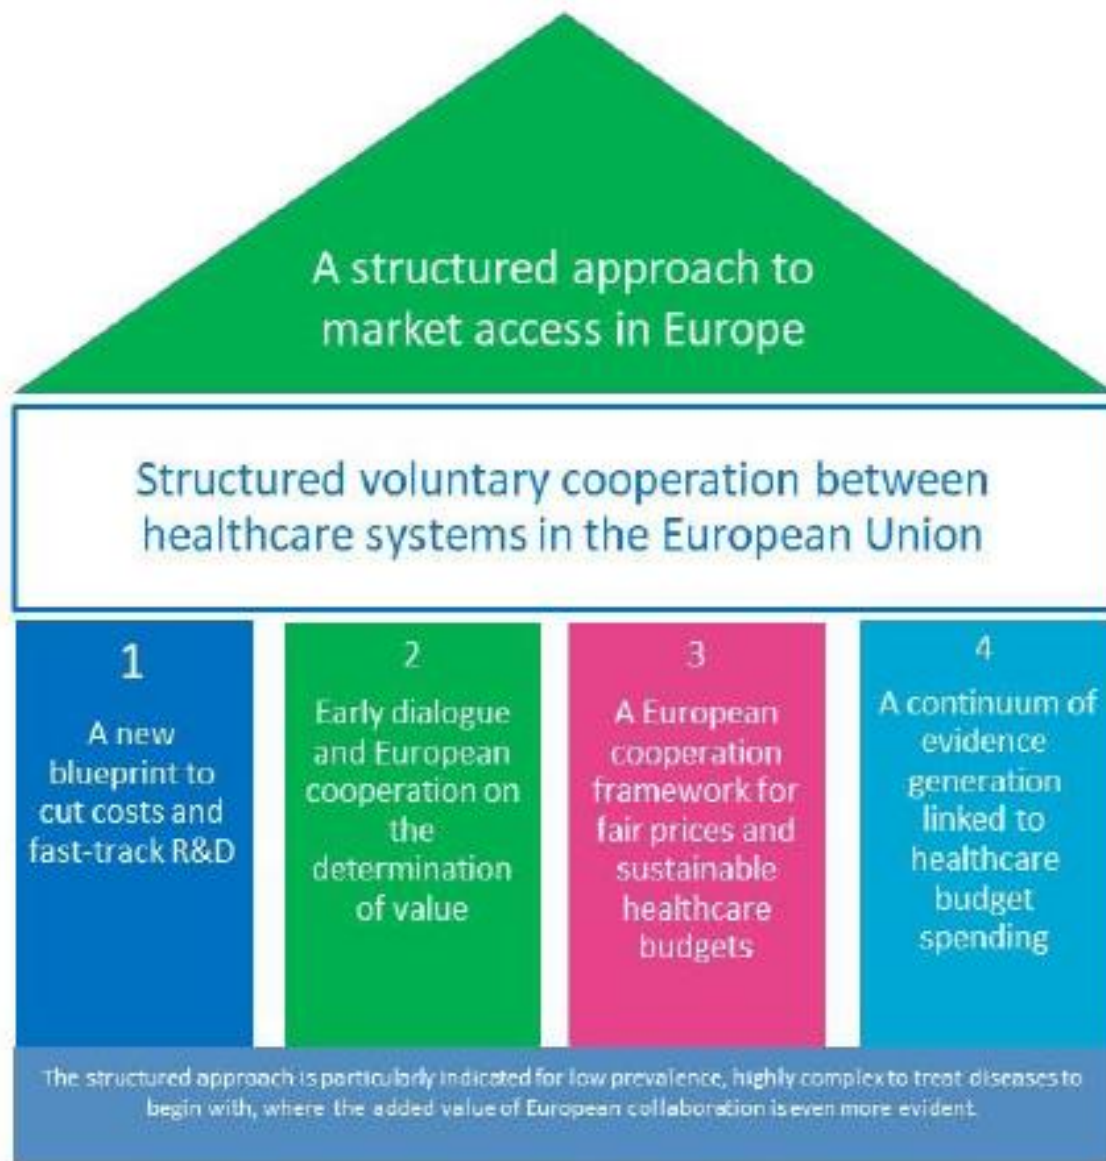 A structured approach to
market access in Europe
Structured voluntary cooperation between
healthcare systems in the European Union
1
A new
blueprint to
cut costs and
fast-track R&D
2
Early dialogue
and European
cooperation on
the
determination
of value
3
A European
cooperation
framework for
fair prices and
sustainable
healthcare
budgets
4
A continuum of
evidence
generation
linked to
healthcare
budget
spending
The structured approach is particularly indicated for low prevalence, highly complex to treat diseases to
begin with, where the added value of European collaboration is even more evident.